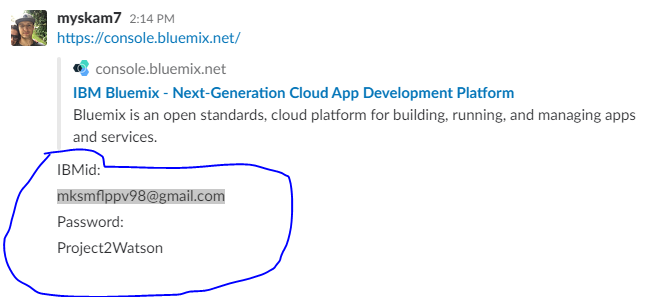 myskam7 2:14 PM
https://console.bluemix.net/
console.bluemix.net
IBM Bluemix - Next-Generation Cloud App Development Platform
Bluemix is an open standards, cloud platform for building, running, and managing apps
and services.
IBMid:
mksmflppv98@gmail.com
Password:
Project2Watson